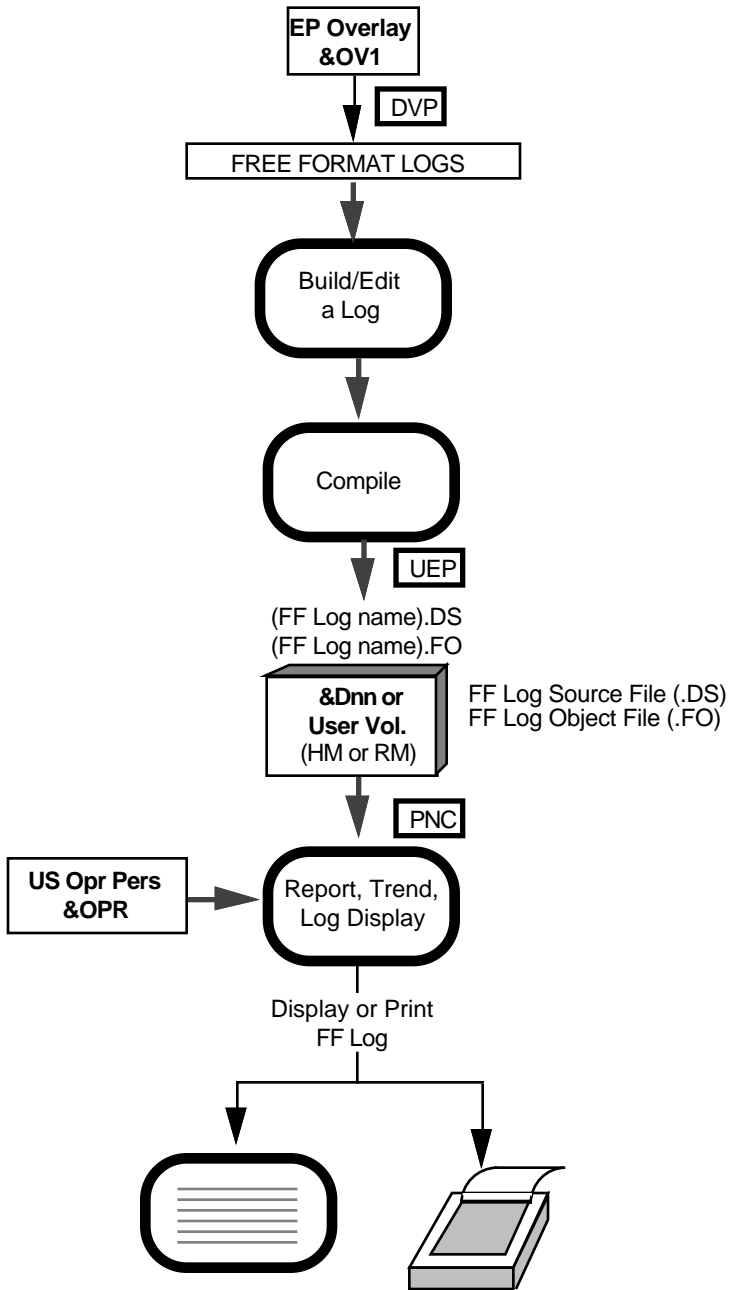 EP Overlay
&OV1
DVP
FREE FORMAT LOGS
Build/Edit
a Log
Compile
UEP
(FF Log name).DS
(FF Log name).FO
&Dnn or
User Vol.
(HM or RM)
FF Log Source File (.DS)
FF Log Object File (.FO)
PNC
US Opr Pers
&OPR
Report, Trend,
Log Display
Display or Print
FF Log